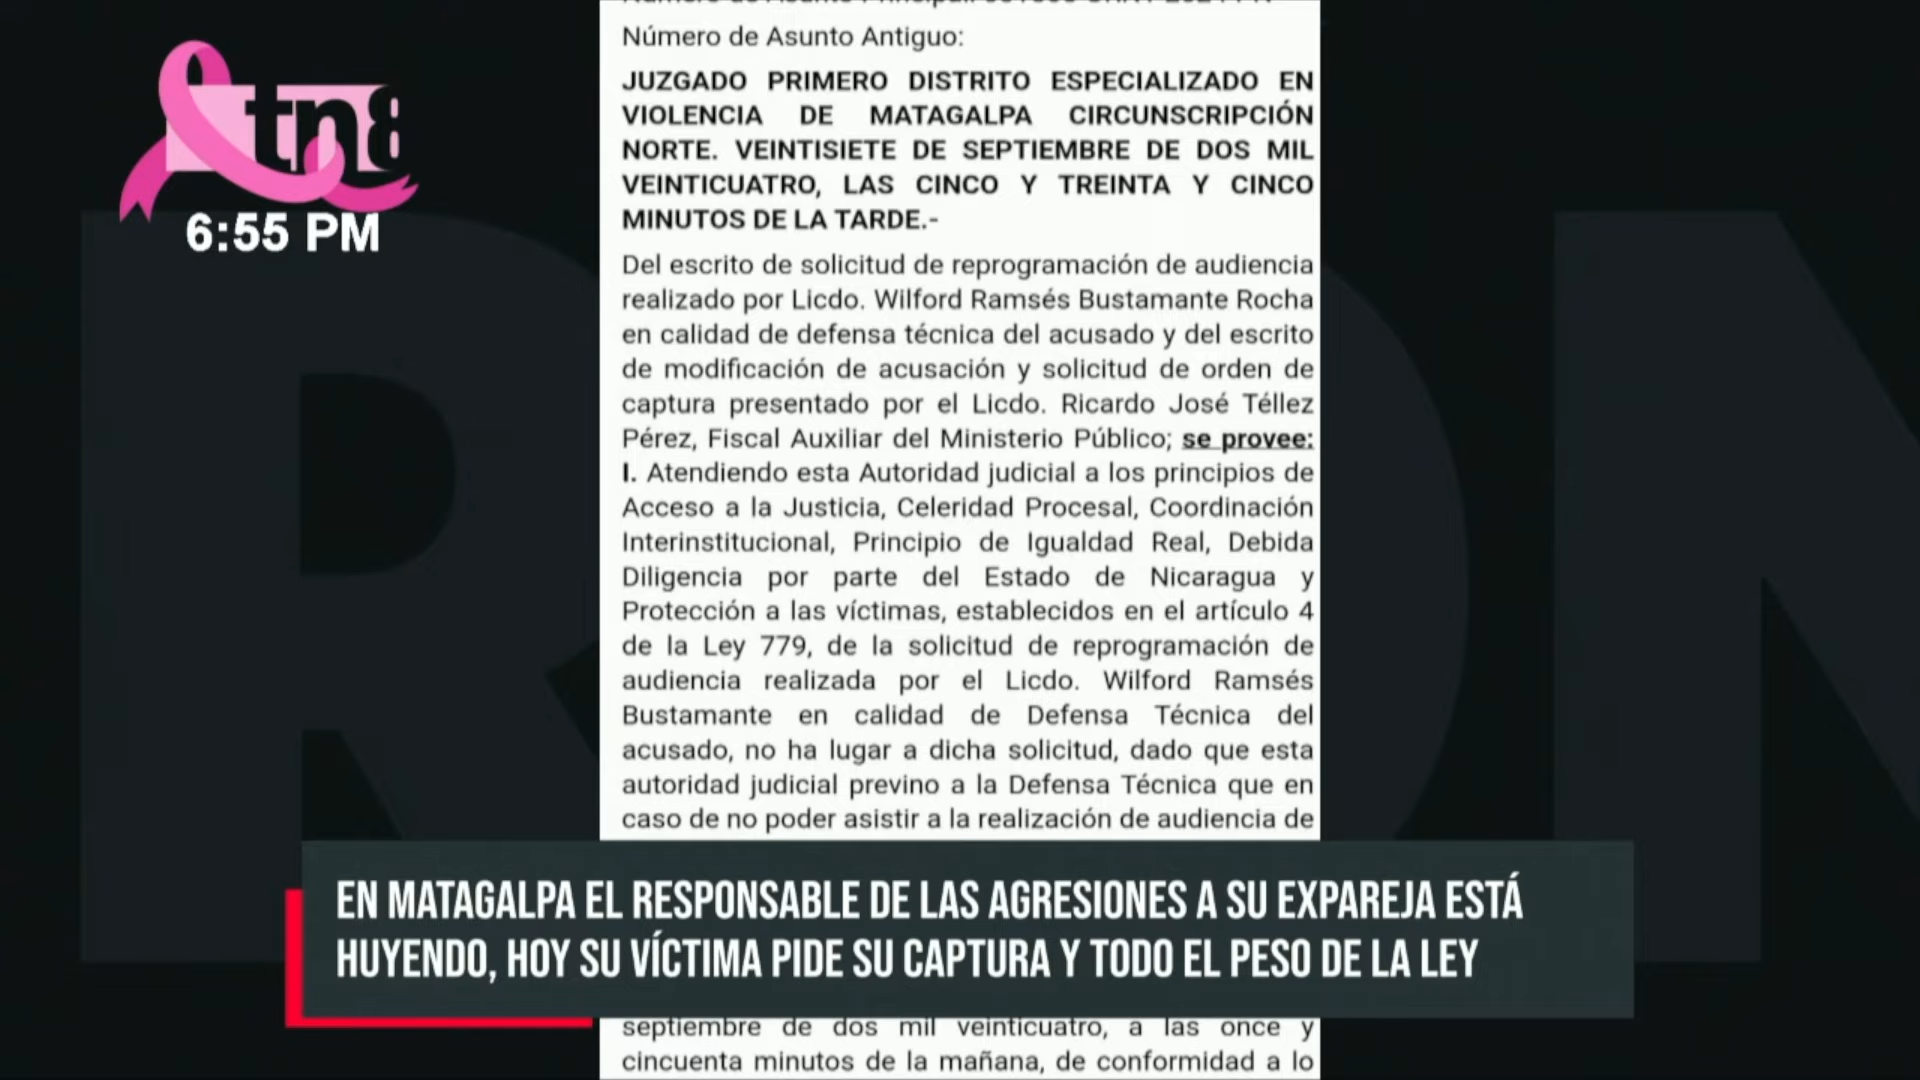 Número de Asunto Antiguo:
JUZGADO PRIMERO DISTRITO ESPECIALIZADO EN
VIOLENCIA DE MATAGALPA CIRCUNSCRIPCIÓN
NORTE. VEINTISIETE DE SEPTIEMBRE DE DOS MIL
VEINTICUATRO, LAS CINCO Y TREINTA Y CINCO
MINUTOS DE LA TARDE.-
tn8
6:55 PM
Del escrito de solicitud de reprogramación de audiencia
realizado por Licdo. Wilford Ramsés Bustamante Rocha
en calidad de defensa técnica del acusado y del escrito
de modificación de acusación y solicitud de orden de
captura presentado por el Licdo. Ricardo José Téllez
Pérez, Fiscal Auxiliar del Ministerio Público; se provee:
I. Atendiendo esta Autoridad judicial a los principios de
Acceso a la Justicia, Celeridad Procesal, Coordinación
Interinstitucional, Principio de Igualdad Real, Debida
Diligencia por parte del Estado de Nicaragua y
Protección a las víctimas, establecidos en el artículo 4
de la Ley 779, de la solicitud de reprogramación de
audiencia realizada por el Licdo. Wilford Ramsés
Bustamante en calidad de Defensa Técnica del
acusado, no ha lugar a dicha solicitud, dado que esta
autoridad judicial previno a la Defensa Técnica que en
caso de no poder asistir a la realización de audiencia de
EN MATAGALPA EL RESPONSABLE DE LAS AGRESIONES A SU EXPAREJA ESTÁ
HUYENDO, HOY SU VÍCTIMA PIDE SU CAPTURA Y TODO EL PESO DE LA LEY
septiembre de dos mil veinticuatro, a las once y
cincuenta minutos de la mañana, de conformidad a lo